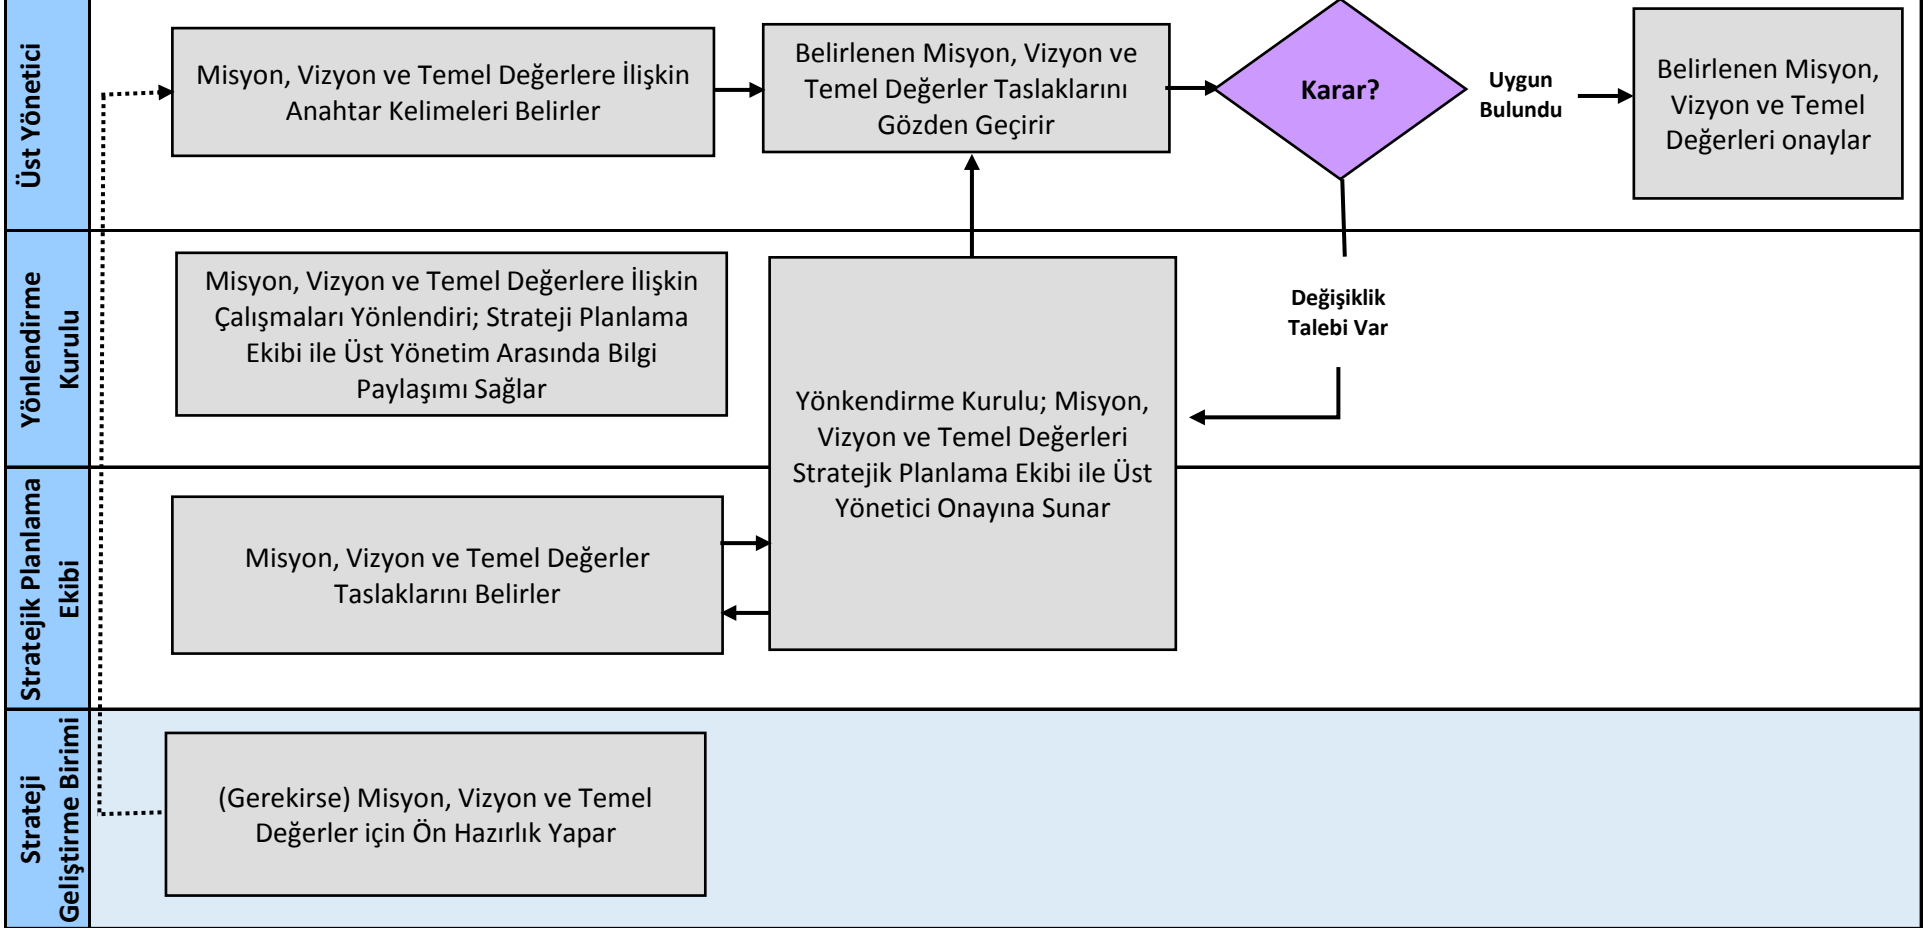 Üst Yönetici
Misyon, Vizyon ve Temel Değerlere İlişkin
Anahtar Kelimeleri Belirler
Belirlenen Misyon, Vizyon ve
Temel Değerler Taslaklarını
Gözden Geçirir
Karar?
Uygun
Bulundu
Belirlenen Misyon,
Vizyon ve Temel
Değerleri onaylar
Yönlendirme
Kurulu
Misyon, Vizyon ve Temel Değerlere İlişkin
Çalışmaları Yönlendiri; Strateji Planlama
Ekibi ile Üst Yönetim Arasında Bilgi
Paylaşımı Sağlar
Değişiklik
Talebi Var
Yönkendirme Kurulu; Misyon,
Vizyon ve Temel Değerleri
Stratejik Planlama Ekibi ile Üst
Yönetici Onayına Sunar
Stratejik Planlama
Ekibi
Misyon, Vizyon ve Temel Değerler
Taslaklarını Belirler
Strateji
Geliştirme Birimi
(Gerekirse) Misyon, Vizyon ve Temel
Değerler için Ön Hazırlık Yapar